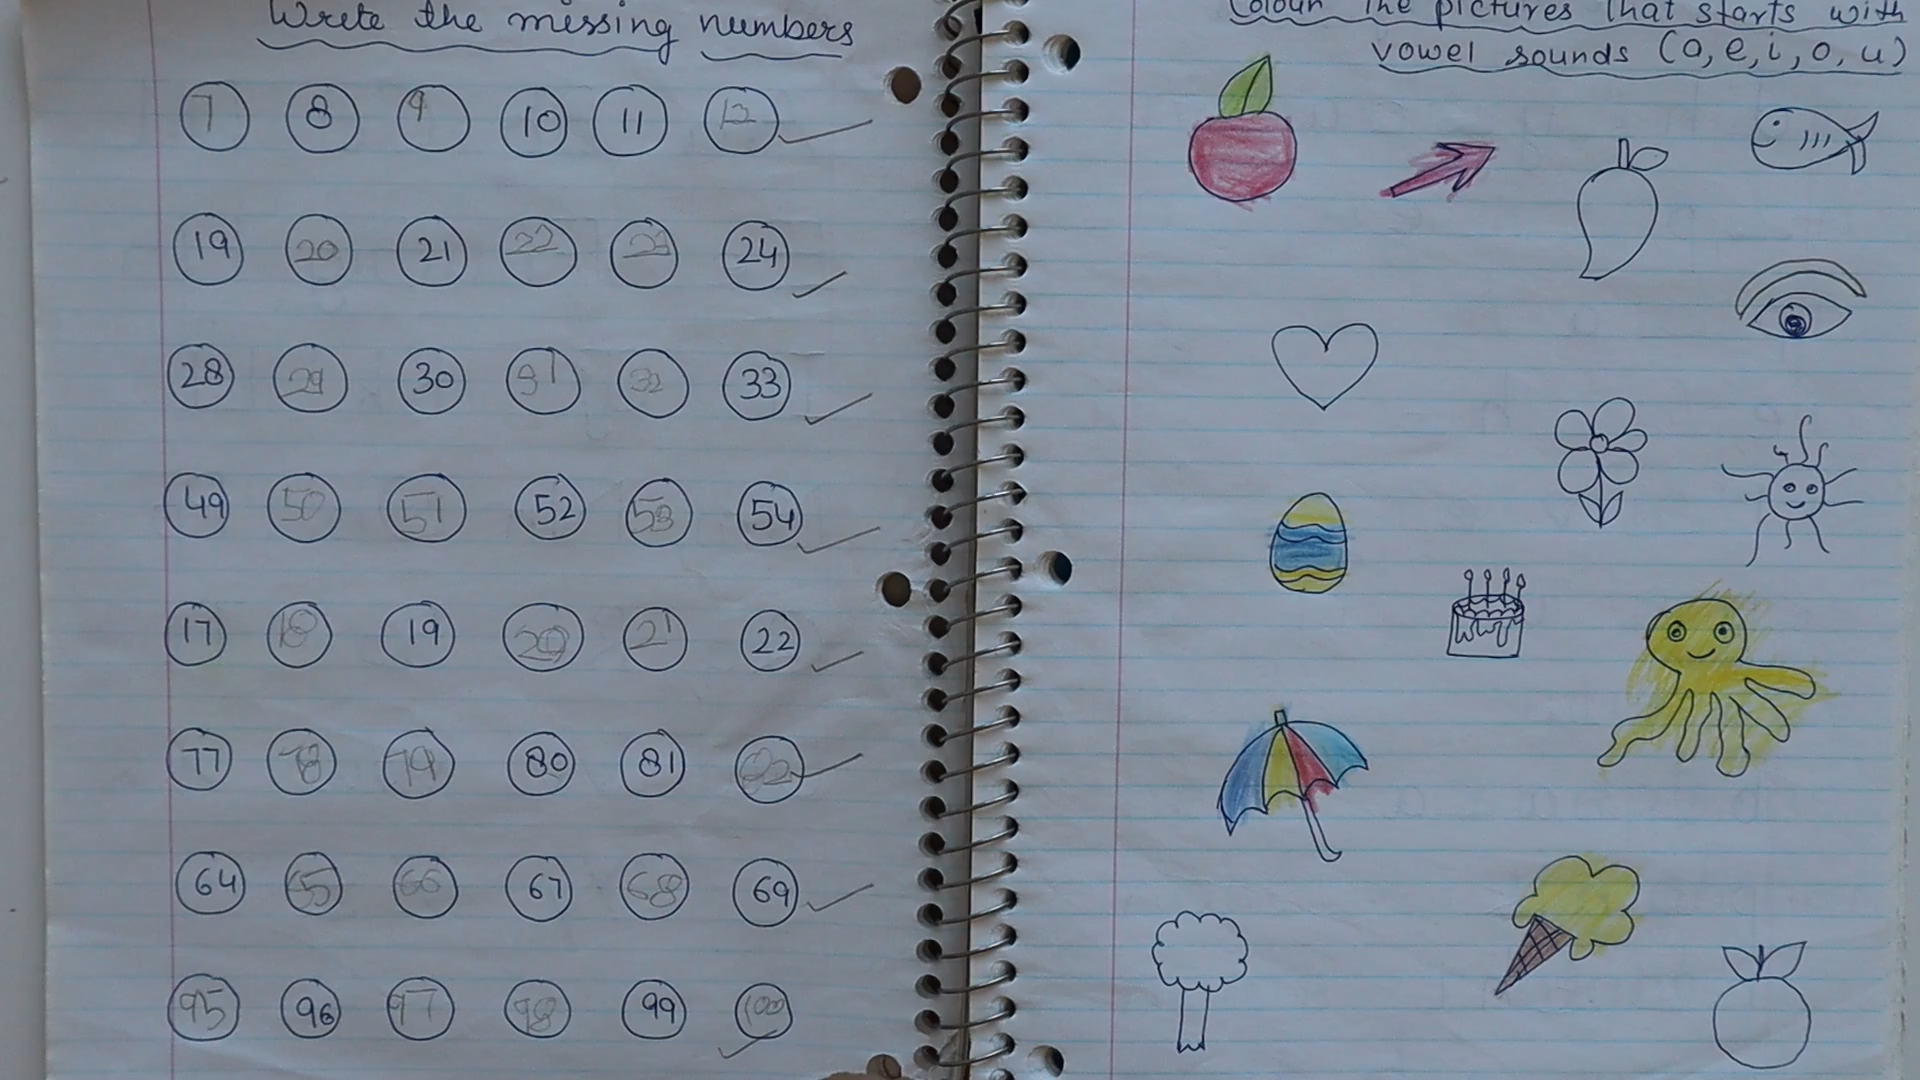 Write the missing numbers
7 8 9 10 11 12
19 20 21 22 23 24
28 29 30 31 32 33
49 50 51 52 53 54
17 18 19 20 21 22
77 78 79 80 81 82
64 65 66 67 68 69
95 96 97 98 99 100
Colour The pictures That starts with
vowel sounds (a, e, i, o, u)